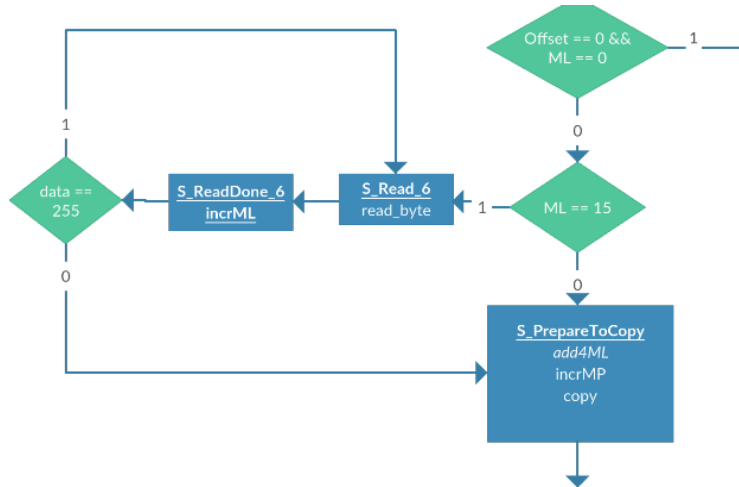 Offset == 0 &&
ML == 0
1
0
1
data ==
255
S_ReadDone_6
incrML
S_Read_6
read_byte
1
ML == 15
0
0
S_PrepareToCopy
add4ML
incrMP
copy